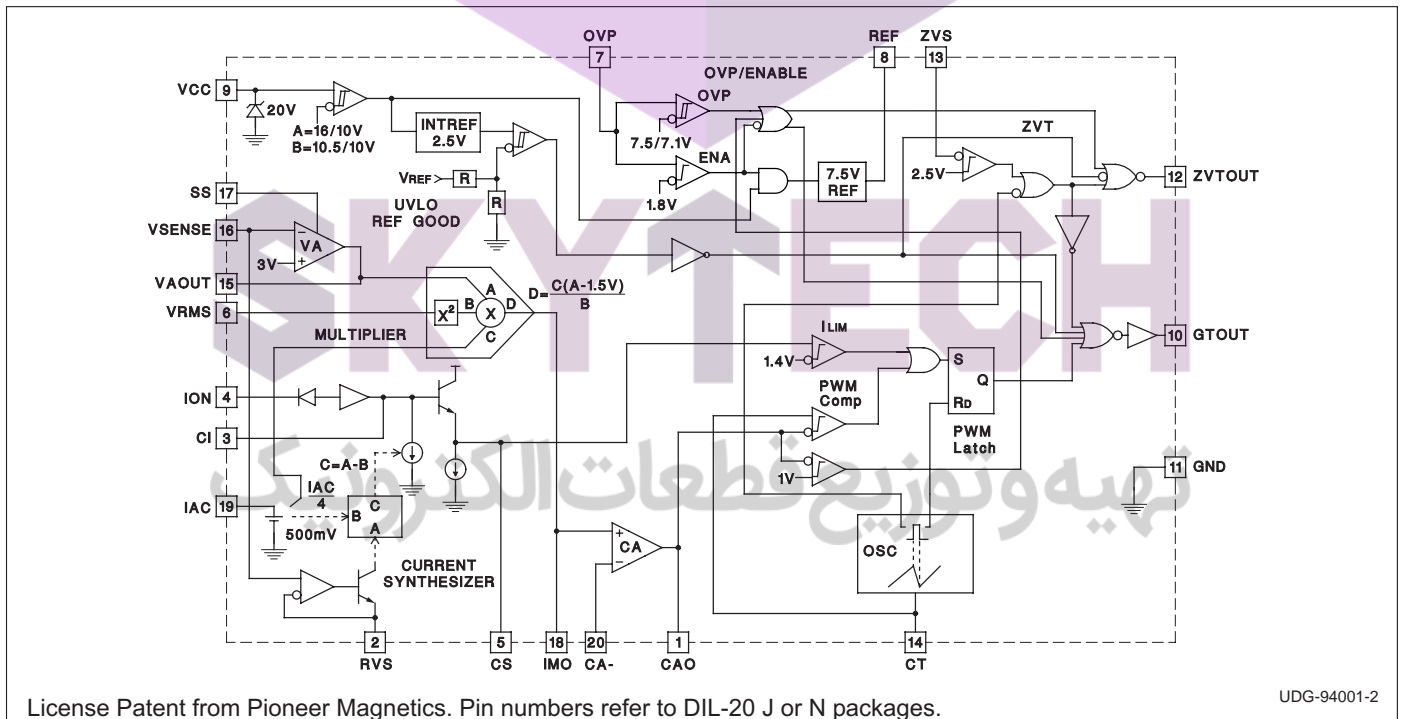 OVP
7
REF
8
ZVS
13
VCC 9
20V
A=16/10V
B=10.5/10V
INTREF
2.5V
OVP/ENABLE
OVP
7.5/7.1V
ENA
1.8V
7.5V
REF
ZVT
2.5V
12 ZVTOUT
VREF
R
R
UVLO
REF GOOD
SS 17
VSENSE 16
VA
3V
VAOUT 15
VRMS 6
X²
A
B X D
C
D= C(A-1.5V)
B
MULTIPLIER
ILIM
1.4V
S
Q
RD
PWM
Latch
PWM
Comp
1V
10 GTOUT
11 GND
ION 4
CI 3
C=A-B
IAC 19
IAC
4
500mV
C
B
A
CURRENT
SYNTHESIZER
CA
OSC
2
RVS
5
CS
18
IMO
20
CA-
1
CAO
14
CT
SKYTECH
تهیه و توزیع قطعات الکترونیک
License Patent from Pioneer Magnetics. Pin numbers refer to DIL-20 J or N packages.
UDG-94001-2